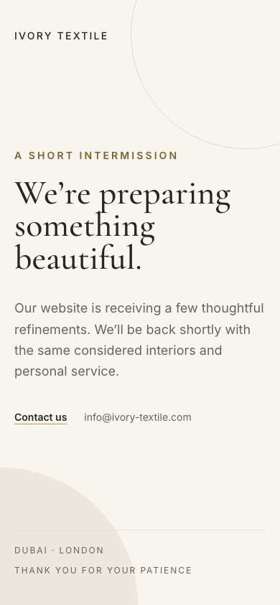 IVORY TEXTILE
A SHORT INTERMISSION
We’re preparing
something
beautiful.
Our website is receiving a few thoughtful
refinements. We’ll be back shortly with
the same considered interiors and
personal service.
Contact us info@ivory-textile.com
DUBAI · LONDON
THANK YOU FOR YOUR PATIENCE